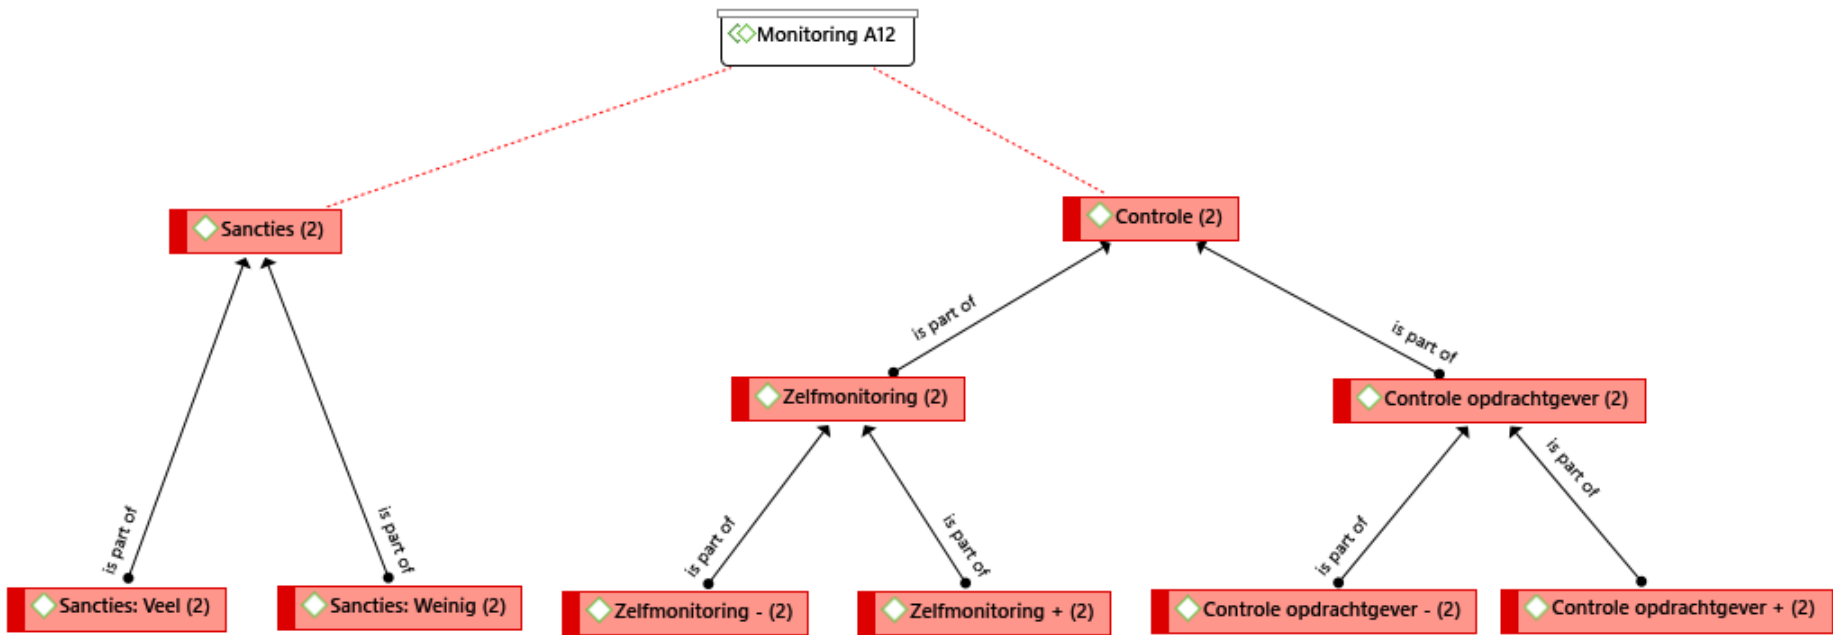 Monitoring A12
Sancties (2)
Controle (2)
is part of
is part of
Zelfmonitoring (2)
Controle opdrachtgever (2)
is part of
is part of
is part of
is part of
is part of
is part of
Sancties: Veel (2)
Sancties: Weinig (2)
Zelfmonitoring - (2)
Zelfmonitoring + (2)
Controle opdrachtgever - (2)
Controle opdrachtgever + (2)